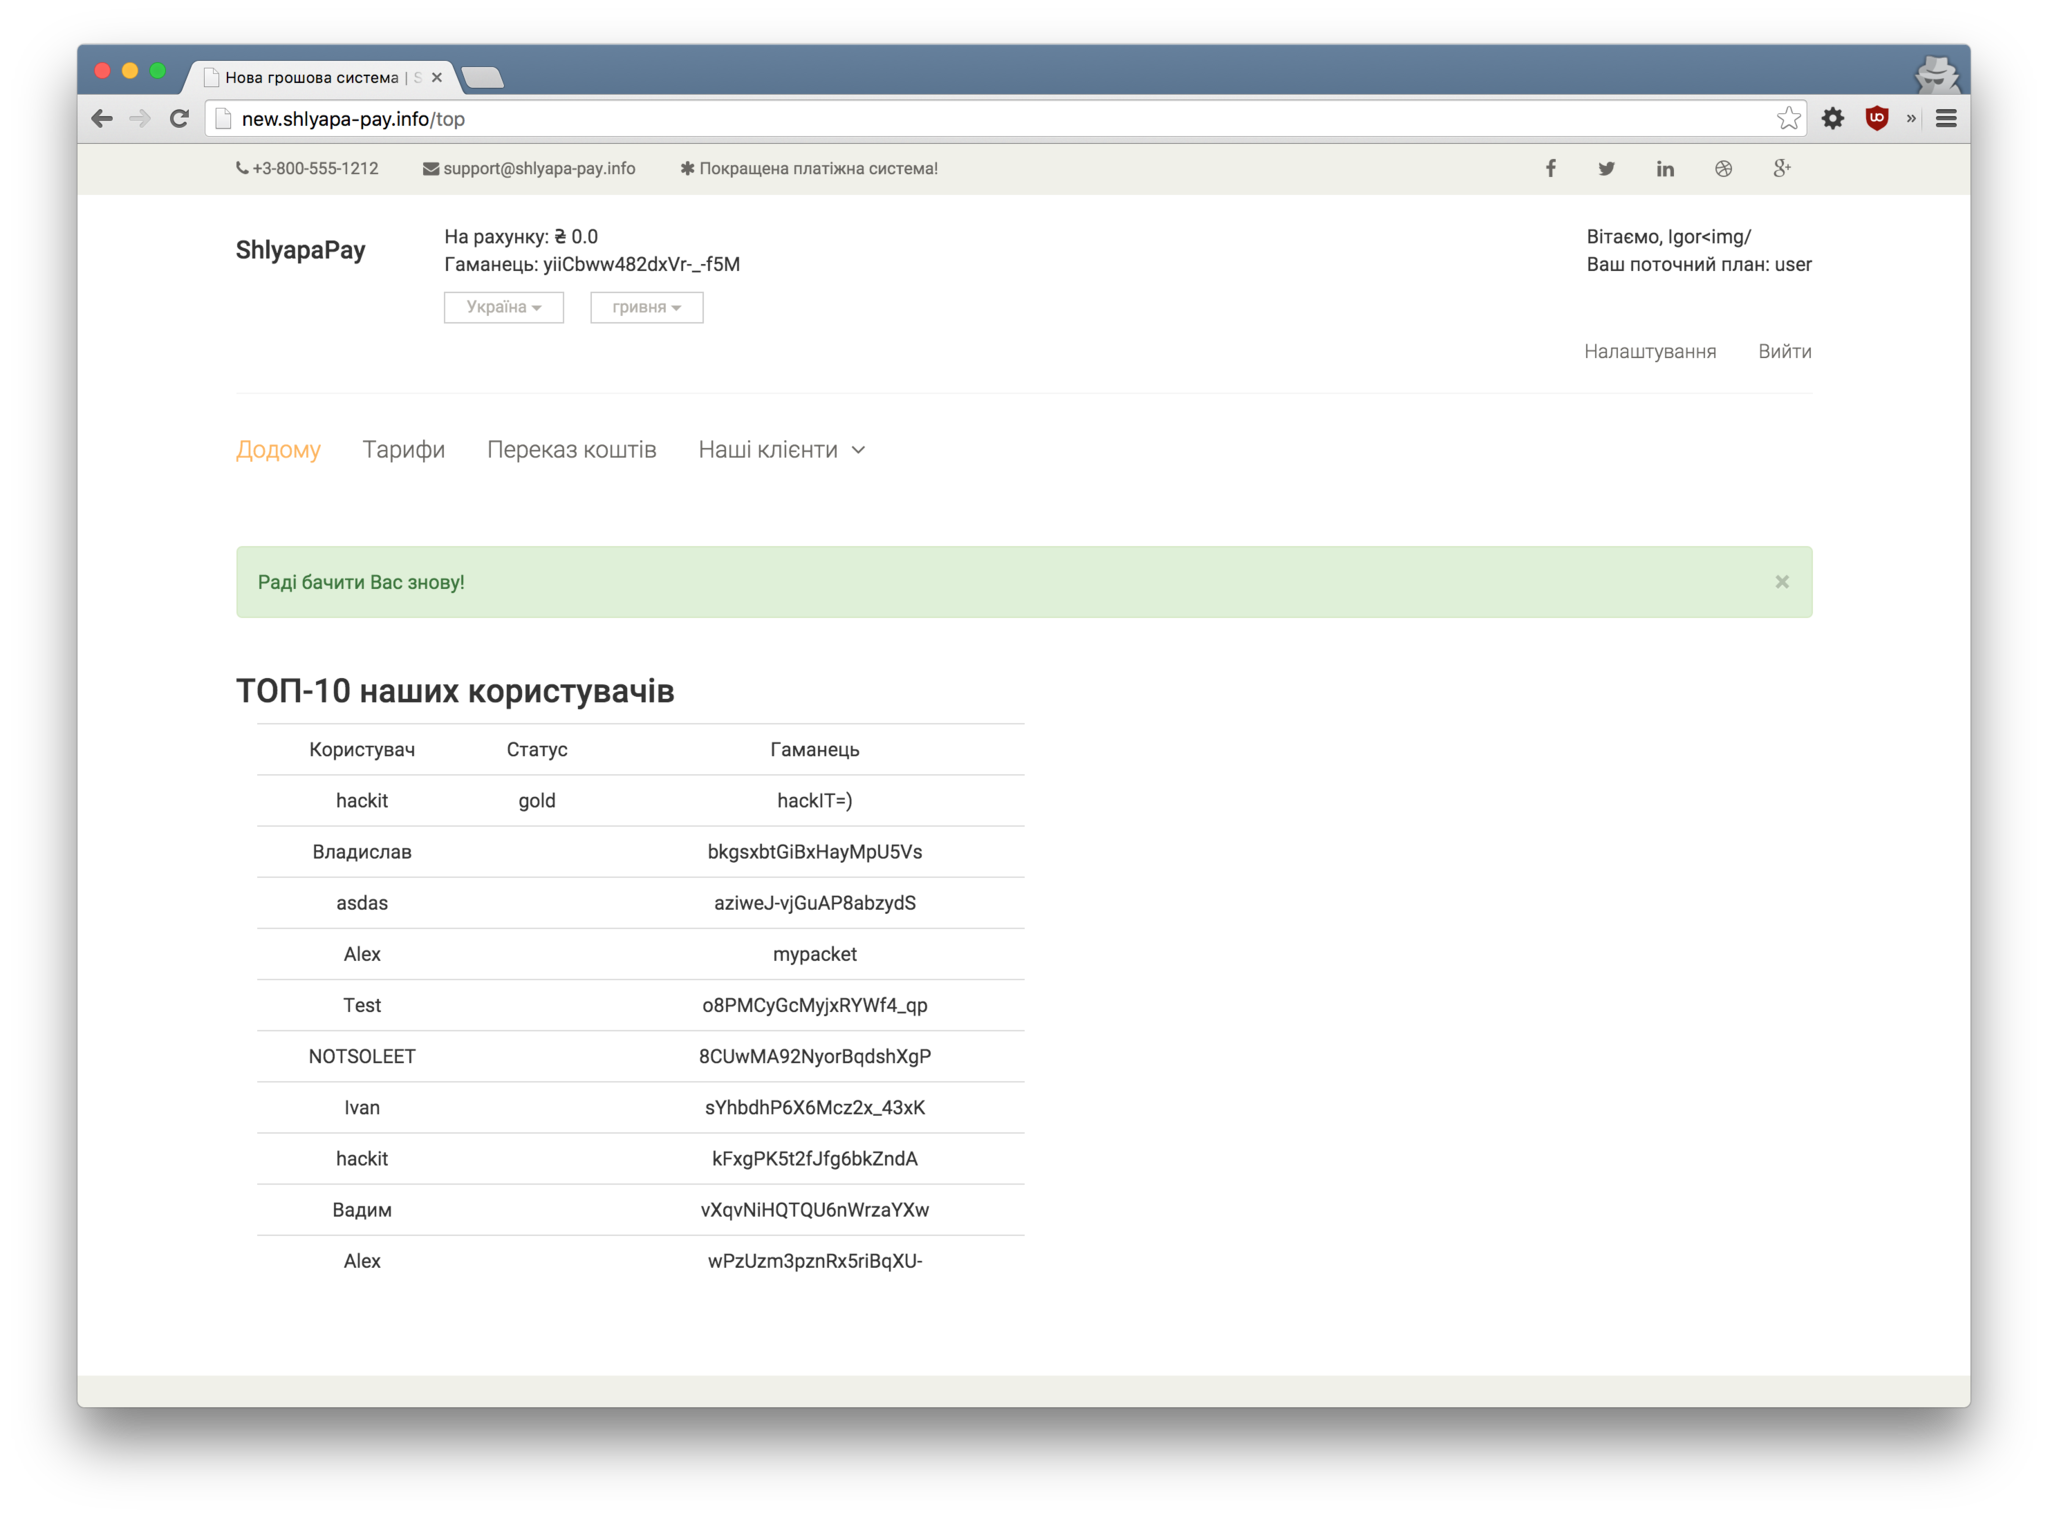 Нова грошова система | S
new.shlyapa-pay.info/top
+3-800-555-1212 support@shlyapa-pay.info ✱ Покращена платіжна система!
ShlyapaPay
На рахунку: ₴ 0.0
Гаманець: yiiCbww482dxVr-_-f5M
Україна гривня
Вітаємо, Igor<img/
Ваш поточний план: user
Налаштування Вийти
Додому Тарифи Переказ коштів Наші клієнти
Раді бачити Вас знову! ×
ТОП-10 наших користувачів
Користувач Статус Гаманець
hackit gold hackIT=)
Владислав bkgsxbtGiBxHayMpU5Vs
asdas aziweJ-vjGuAP8abzydS
Alex mypacket
Test o8PMCyGcMyjxRYWf4_qp
NOTSOLEET 8CUwMA92NyorBqdshXgP
Ivan sYhbdhP6X6Mcz2x_43xK
hackit kFxgPK5t2fJfg6bkZndA
Вадим vXqvNiHQTQU6nWrzaYXw
Alex wPzUzm3pznRx5riBqXU-